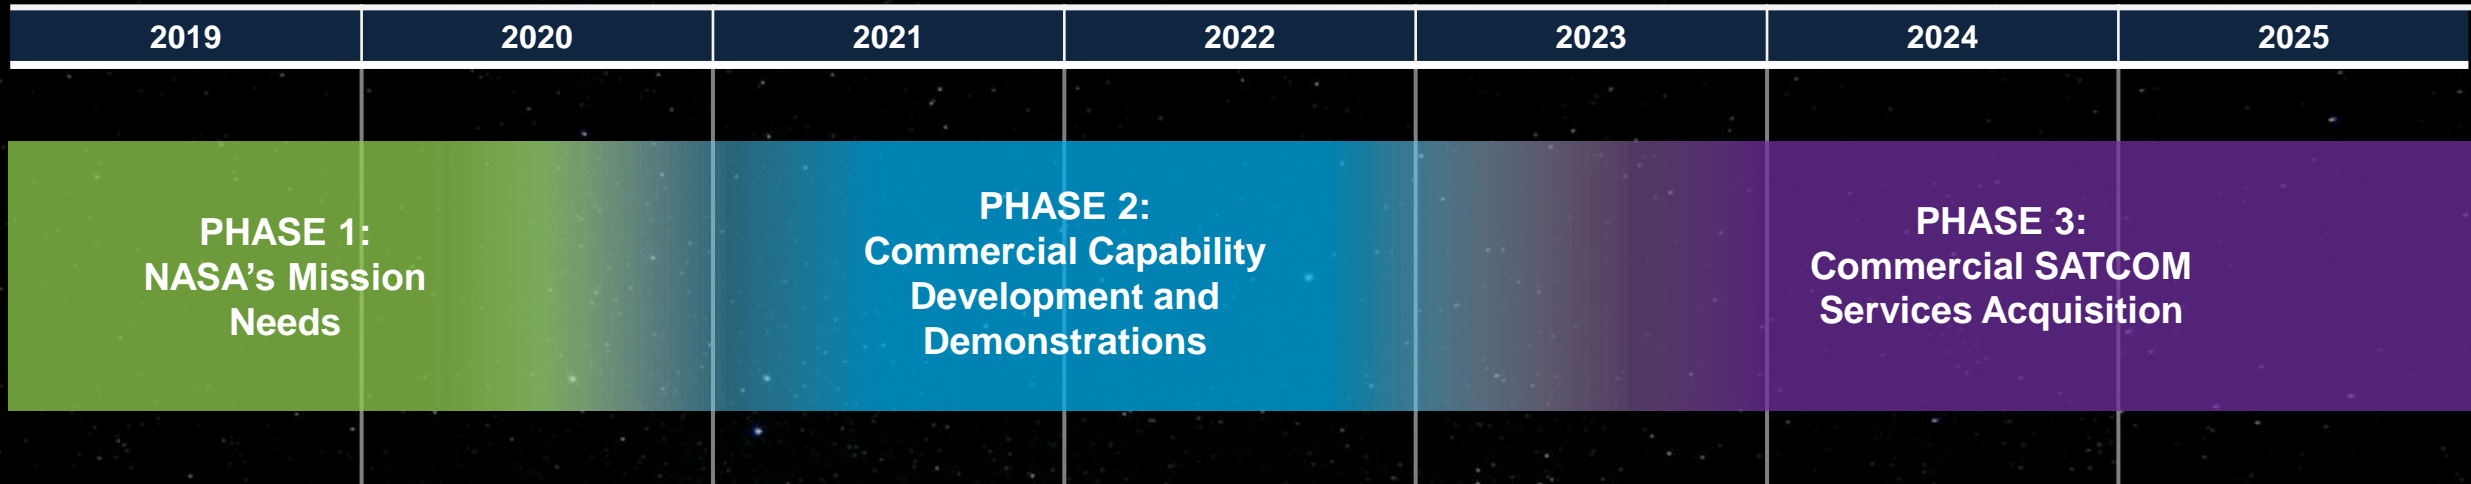 2019 2020 2021 2022 2023 2024 2025
PHASE 1:
NASA’s Mission
Needs
PHASE 2:
Commercial Capability
Development and
Demonstrations
PHASE 3:
Commercial SATCOM
Services Acquisition